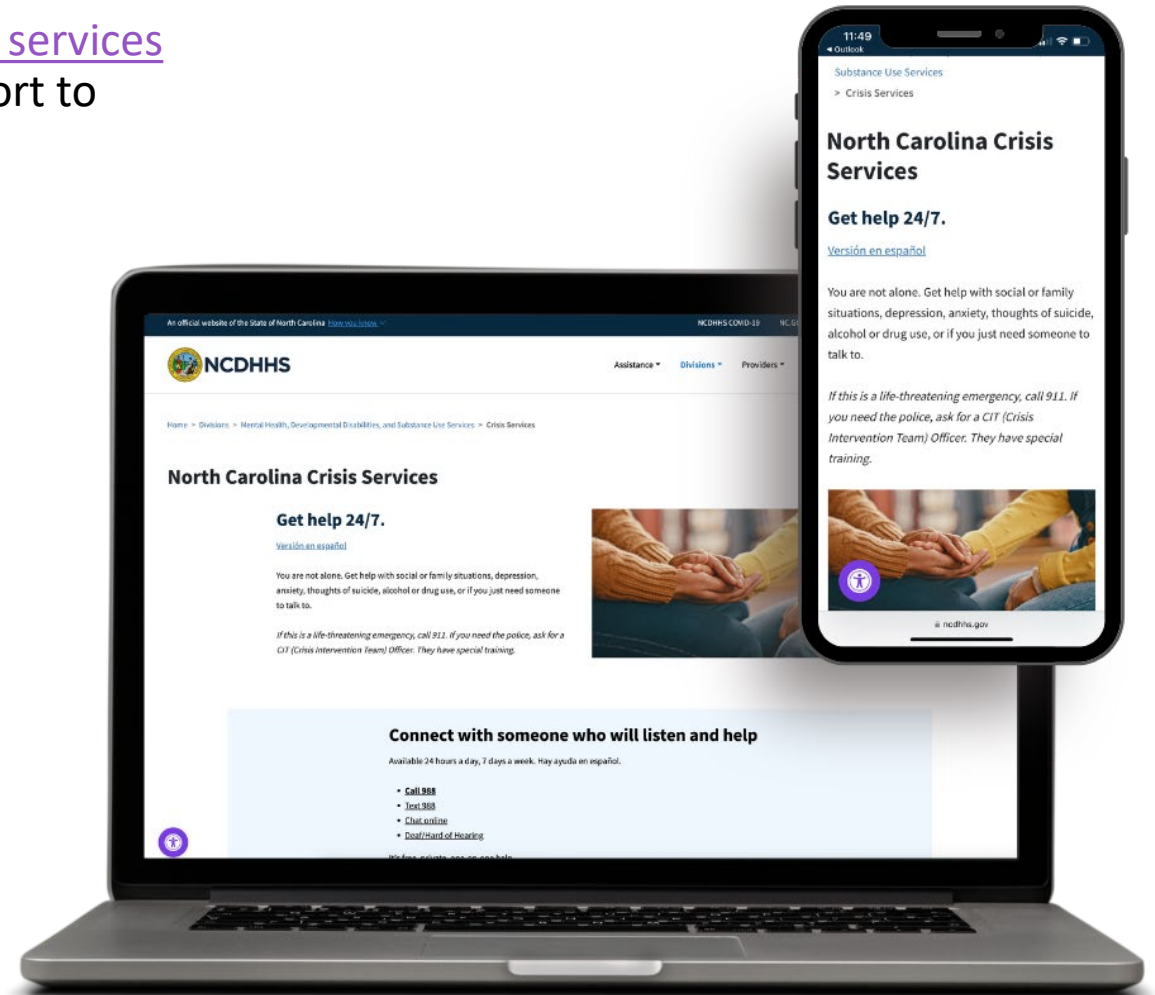 services
ort to
An official website of the State of North Carolina How you know
NCDHHS COVID-19
NCDHHS
Assistance
Divisions
Providers
Home > Divisions > Mental Health, Developmental Disabilities, and Substance Use Services > Crisis Services
North Carolina Crisis Services
Get help 24/7.
Versión en español
You are not alone. Get help with social or family situations, depression,
anxiety, thoughts of suicide, alcohol or drug use, or if you just need someone
to talk to.
If this is a life-threatening emergency, call 911. If you need the police, ask for a
CIT (Crisis Intervention Team) Officer. They have special training.
Connect with someone who will listen and help
Available 24 hours a day, 7 days a week. Hay ayuda en español.
• Call 988
• Text 988
• Chat online
• Deaf/Hard of Hearing
11:49
Outlook
Substance Use Services
> Crisis Services
North Carolina Crisis
Services
Get help 24/7.
Versión en español
You are not alone. Get help with social or family
situations, depression, anxiety, thoughts of suicide,
alcohol or drug use, or if you just need someone to
talk to.
If this is a life-threatening emergency, call 911. If
you need the police, ask for a CIT (Crisis
Intervention Team) Officer. They have special
training.
ncdhhs.gov